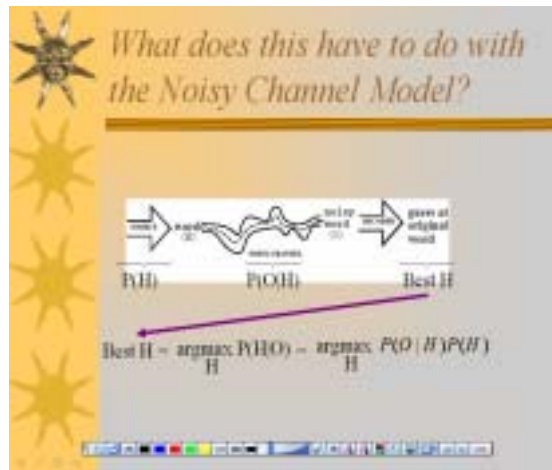 What does this have to do with
the Noisy Channel Model?
word
noisy
word
guess at
original
word
P(H)
P(O|H)
Best H
Best H = argmax P(H|O) = argmax P(O | H)P(H)
H H